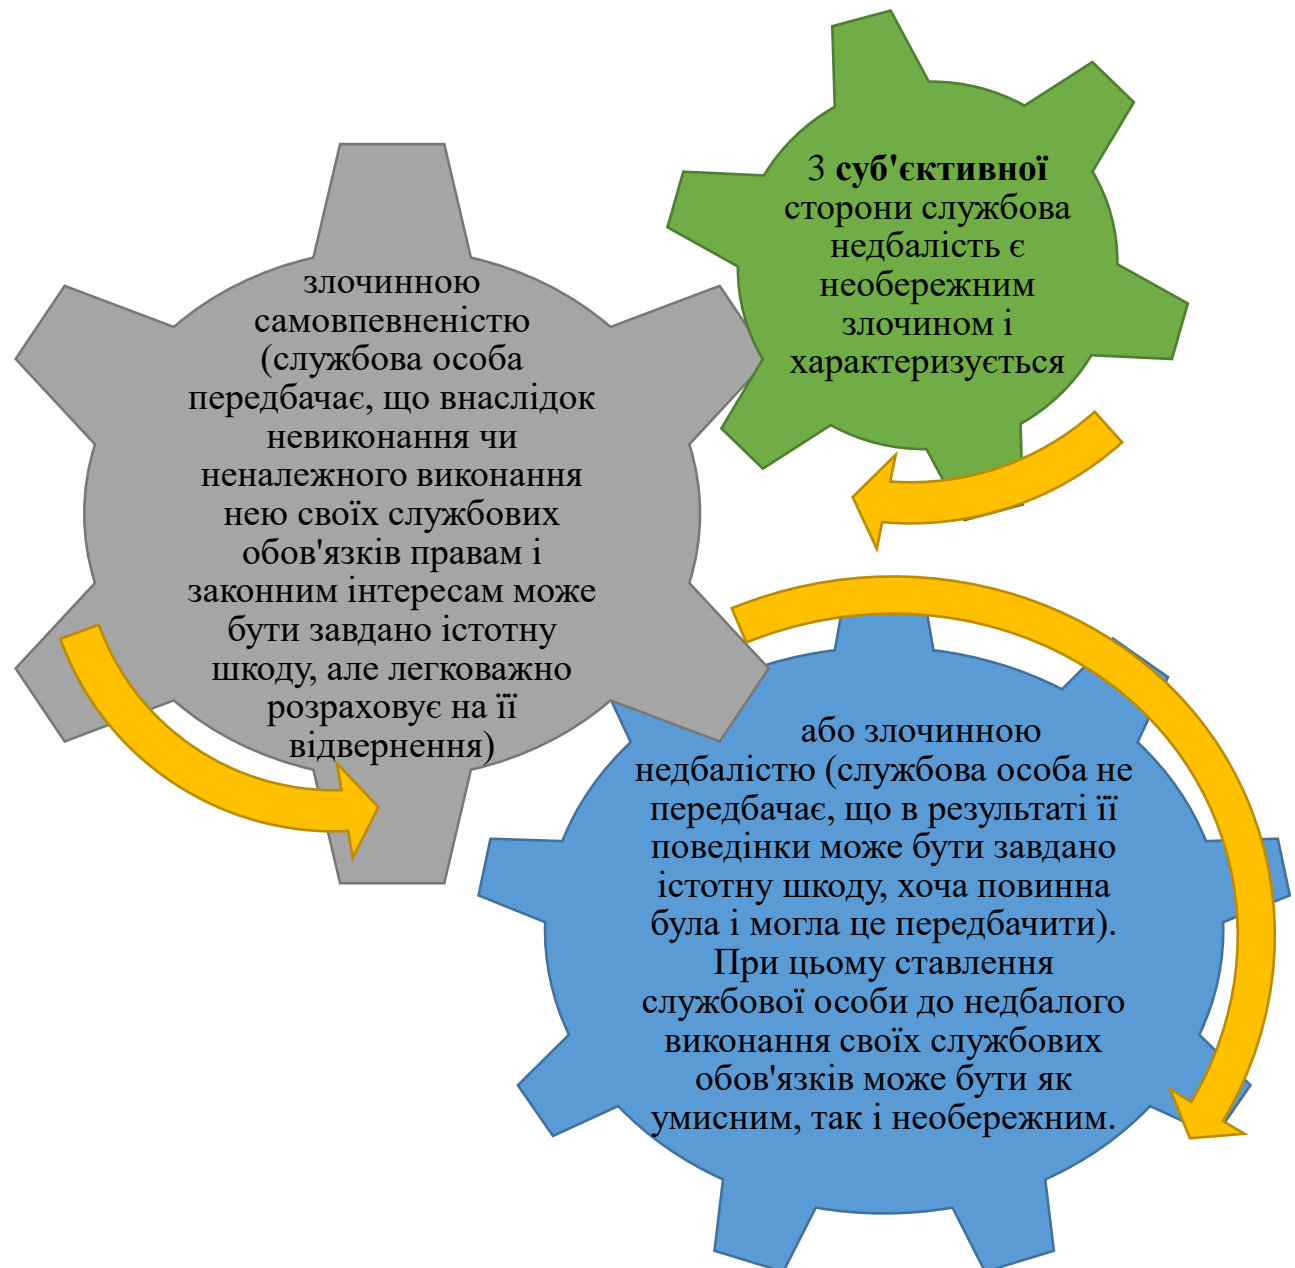 З суб'єктивної
сторони службова
недбалість є
необережним
злочином і
характеризується
злочинною
самовпевненістю
(службова особа
передбачає, що внаслідок
невиконання чи
неналежного виконання
нею своїх службових
обов'язків правам і
законним інтересам може
бути завдано істотну
шкоду, але легковажно
розраховує на її
відвернення)
або злочинною
недбалістю (службова особа не
передбачає, що в результаті її
поведінки може бути завдано
істотну шкоду, хоча повинна
була і могла це передбачити).
При цьому ставлення
службової особи до недбалого
виконання своїх службових
обов'язків може бути як
умисним, так і необережним.